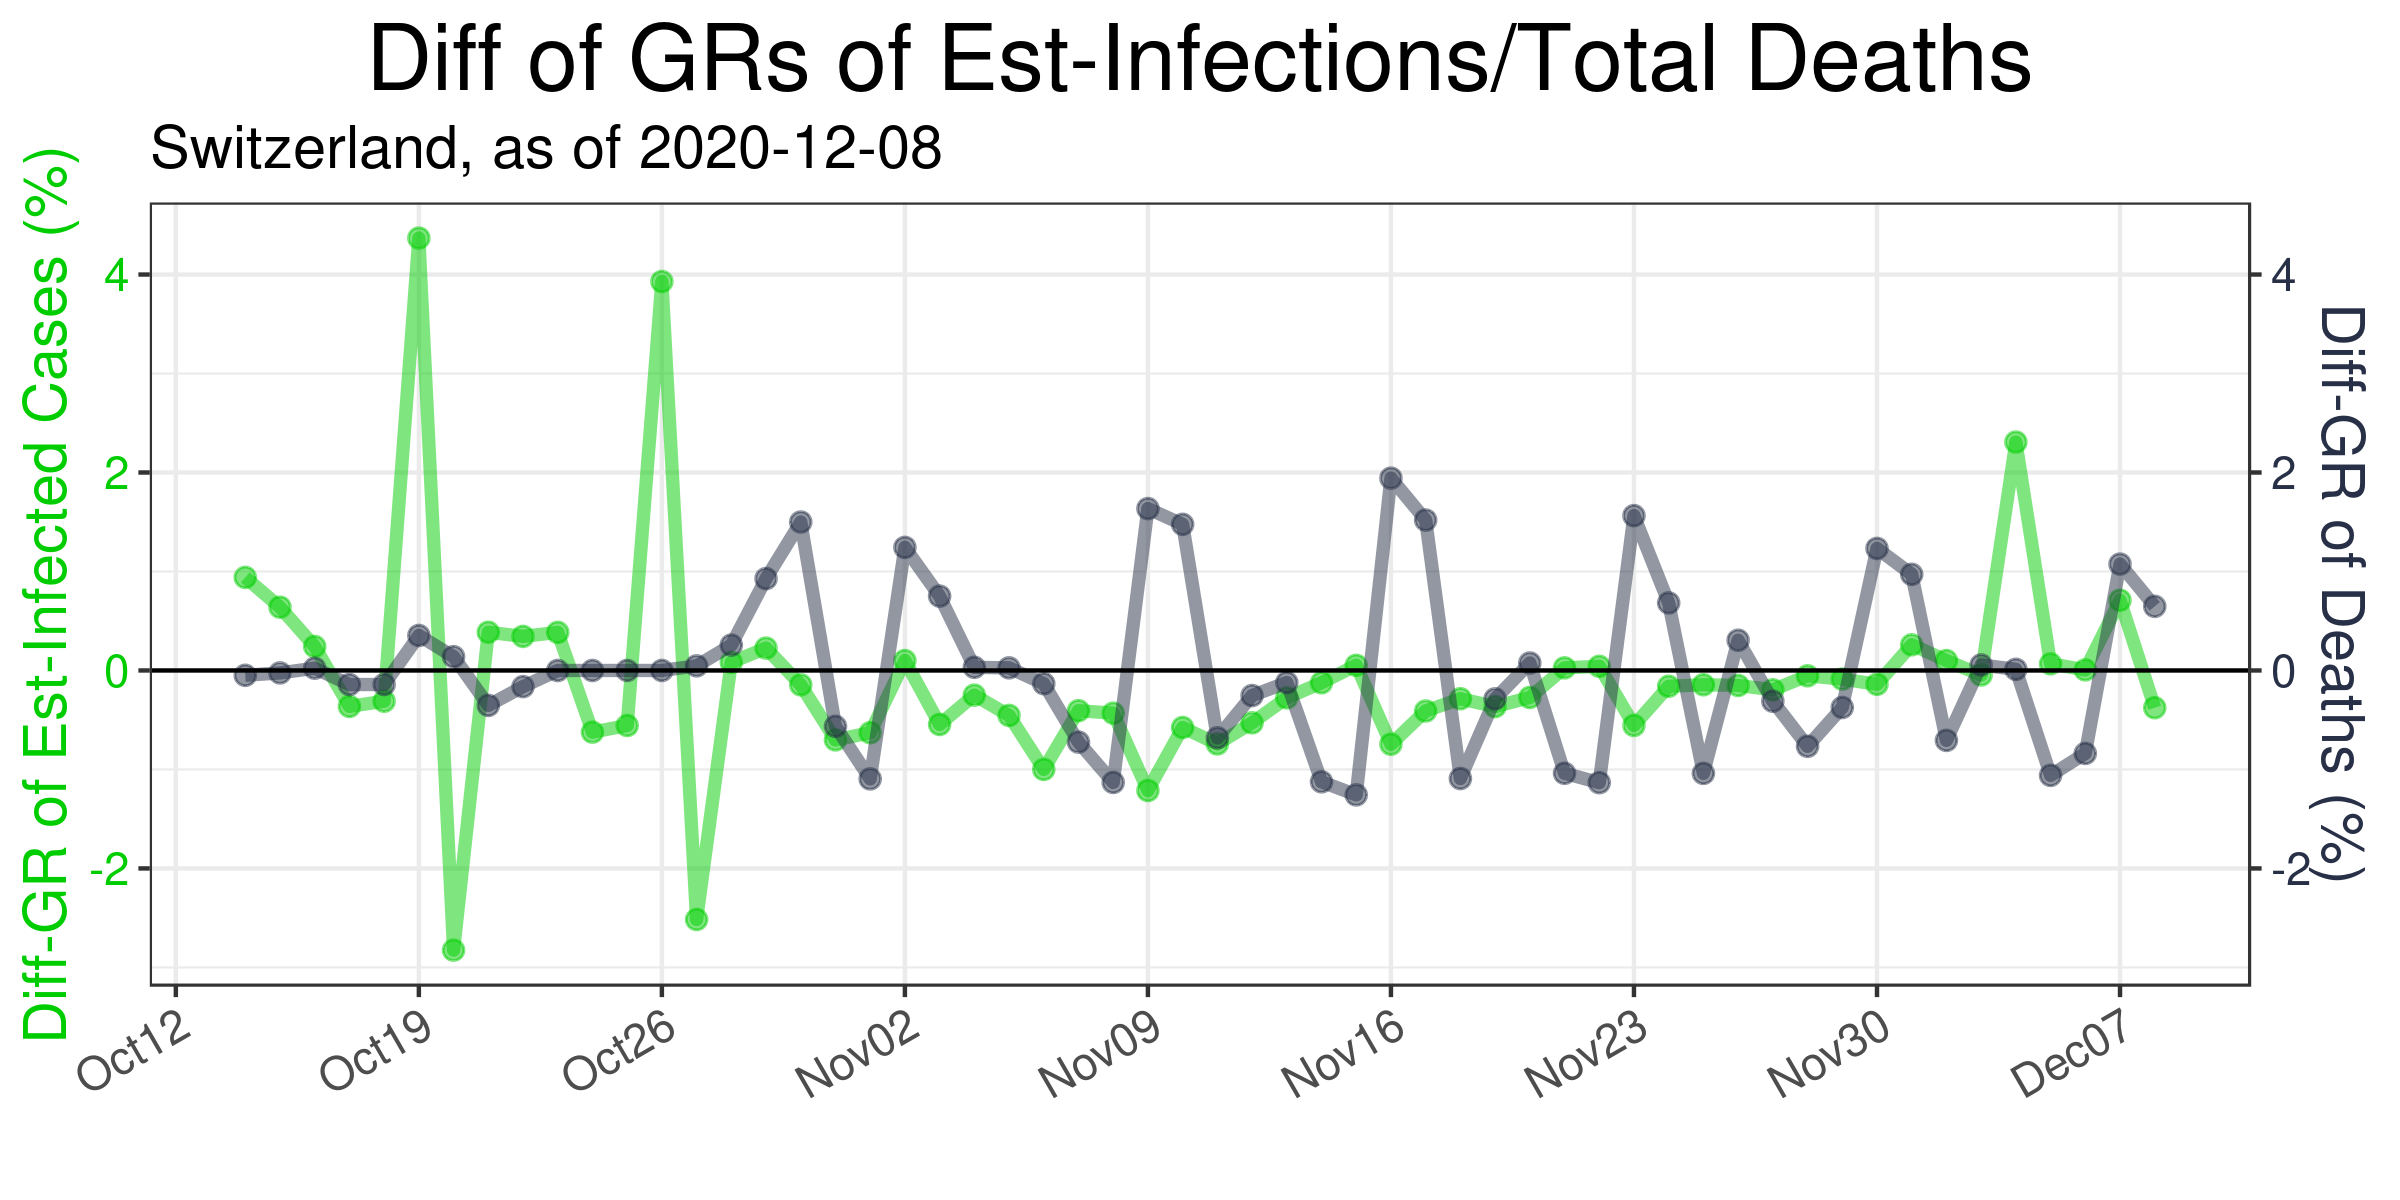 Diff of GRs of Est-Infections/Total Deaths
Switzerland, as of 2020-12-08
Diff-GR of Est-Infected Cases (%)
4
2
0
-2
4
2
0
-2
Diff-GR of Deaths (%)
Oct12
Oct19
Oct26
Nov02
Nov09
Nov16
Nov23
Nov30
Dec07